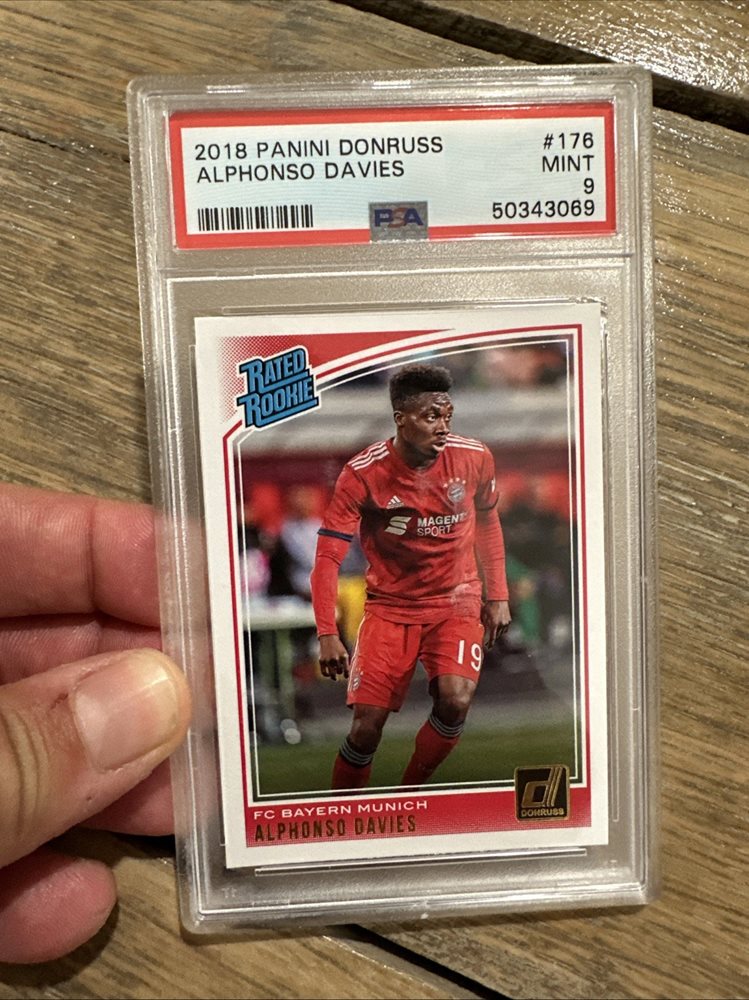 2018 PANINI DONRUSS #176
ALPHONSO DAVIES MINT
9
PSA 50343069
RATED
ROOKIE
adidas
MAGENTA
SPORT
19
FC BAYERN MUNICH
ALPHONSO DAVIES
DONRUSS